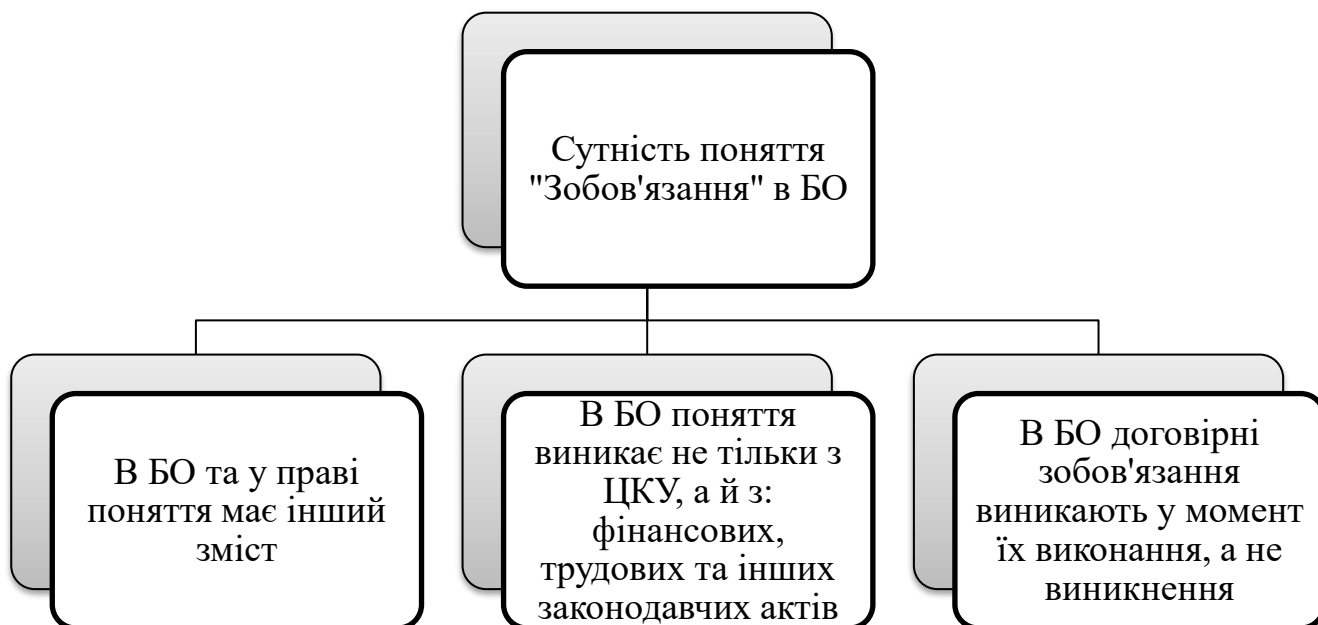 Сутність поняття
"Зобов'язання" в БО
В БО та у праві
поняття має інший
зміст
В БО поняття
виникає не тільки з
ЦКУ, а й з:
фінансових,
трудових та інших
законодавчих актів
В БО договірні
зобов'язання
виникають у момент
їх виконання, а не
виникнення